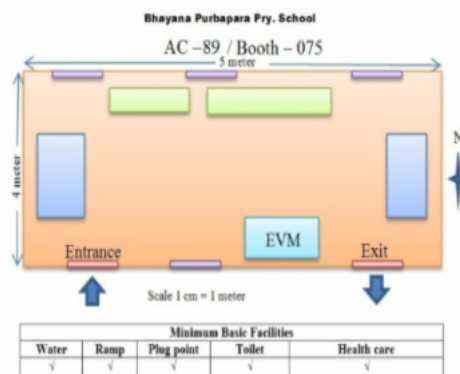 Bhayana Purbapara Pry. School
AC – 89 / Booth – 075
5 meter
4 meter
N
EVM
Entrance
Exit
Scale 1 cm = 1 meter
Minimum Basic Facilities
Water Ramp Plug point Toilet Health care
√ √ √ √ √